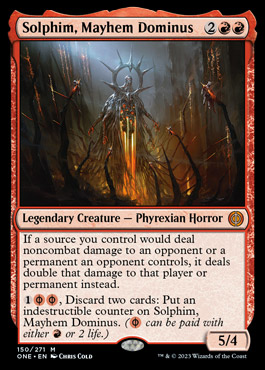 Solphim, Mayhem Dominus 2
Legendary Creature — Phyrexian Horror
If a source you control would deal
noncombat damage to an opponent or a
permanent an opponent controls, it deals
double that damage to that player or
permanent instead.
1, Discard two cards: Put an
indestructible counter on Solphim,
Mayhem Dominus. ( can be paid with
either or 2 life.)
5/4
150/271 M
ONE • EN CHRIS COLD
™ & © 2023 Wizards of the Coast